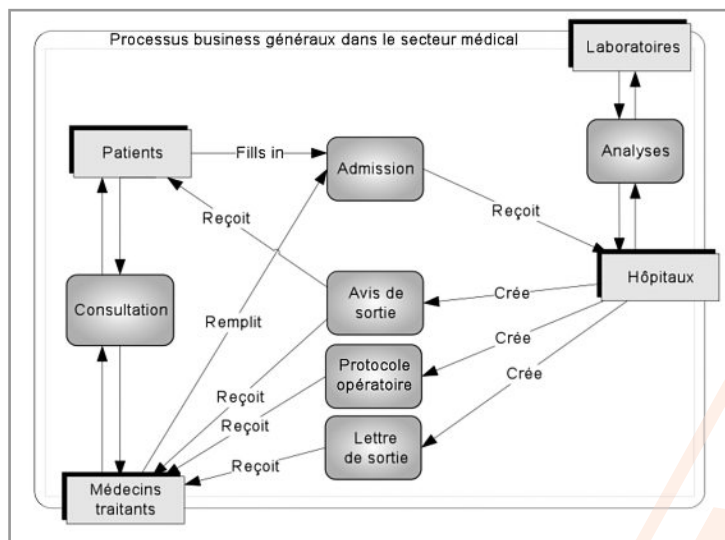 Processus business généraux dans le secteur médical
Laboratoires
Patients
Fills in
Admission
Analyses
Reçoit
Reçoit
Hôpitaux
Consultation
Remplit
Avis de
sortie
Crée
Protocole
opératoire
Crée
Reçoit
Crée
Reçoit
Lettre
de sortie
Reçoit
Médecins
traitants